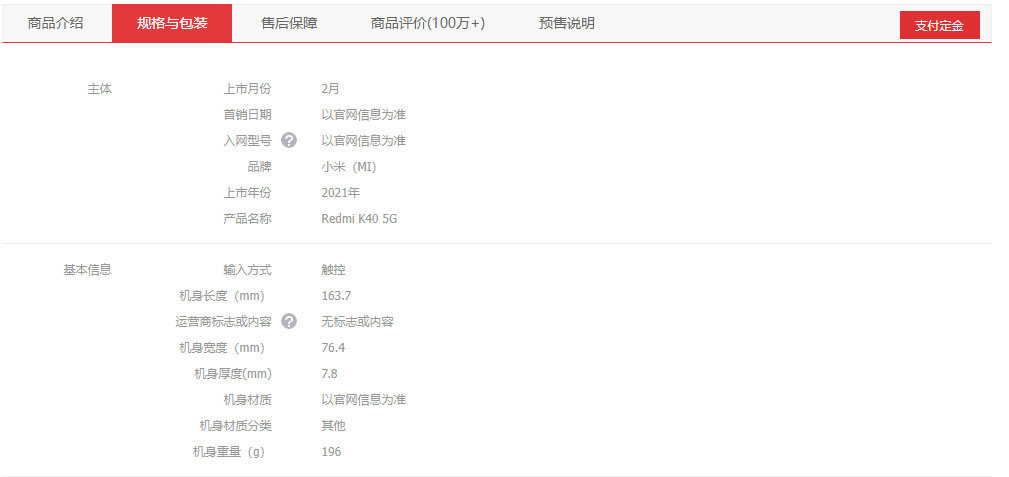 商品介绍 规格与包装 售后保障 商品评价(100万+) 预售说明 支付定金
主体 上市月份 2月
首销日期 以官网信息为准
入网型号 ? 以官网信息为准
品牌 小米（MI）
上市年份 2021年
产品名称 Redmi K40 5G
基本信息 输入方式 触控
机身长度（mm） 163.7
运营商标志或内容 ? 无标志或内容
机身宽度（mm） 76.4
机身厚度(mm) 7.8
机身材质 以官网信息为准
机身材质分类 其他
机身重量（g） 196